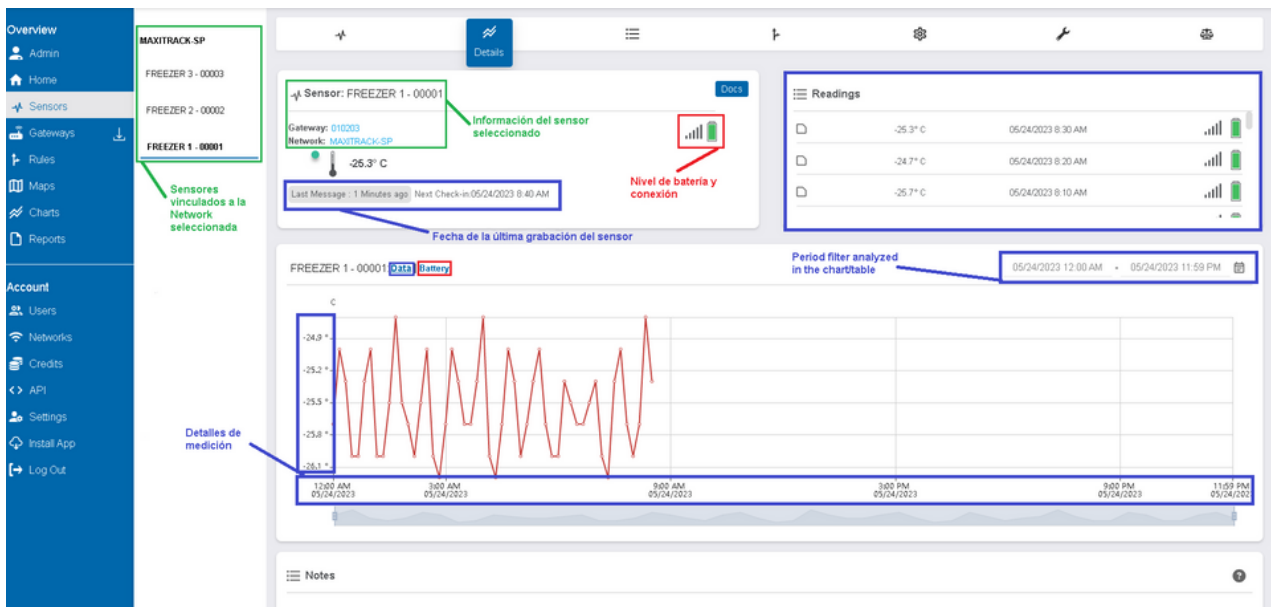 Overview
Admin
Home
Sensors
Gateways
Rules
Maps
Charts
Reports
Account
Users
Networks
Credits
API
Settings
Install App
Log Out
MAXITRACK-SP
FREEZER 3 - 00003
FREEZER 2 - 00002
FREEZER 1 - 00001
Sensores
vinculados a la
Network
seleccionada
Details
Sensor: FREEZER 1 - 00001
Docs
Gateway: 010203
Network: MAXITRACK-SP
-25.3° C
Last Message : 1 Minutes ago Next Check-in:05/24/2023 8:40 AM
Información del sensor
seleccionado
Nivel de batería y
conexión
Fecha de la última grabación del sensor
Readings
-25.3° C 05/24/2023 8:30 AM
-24.7° C 05/24/2023 8:20 AM
-25.7° C 05/24/2023 8:10 AM
FREEZER 1 - 00001 Data Battery
Period filter analyzed
in the chart/table
05/24/2023 12:00 AM - 05/24/2023 11:59 PM
C
-24,9 °
-25,2 °
-25,5 °
-25,8 °
-26,1 °
Detalles de
medición
12:00 AM 3:00 AM 9:00 AM 3:00 PM 9:00 PM 11:59 PM
05/24/2023 05/24/2023 05/24/2023 05/24/2023 05/24/2023 05/24/202
Notes